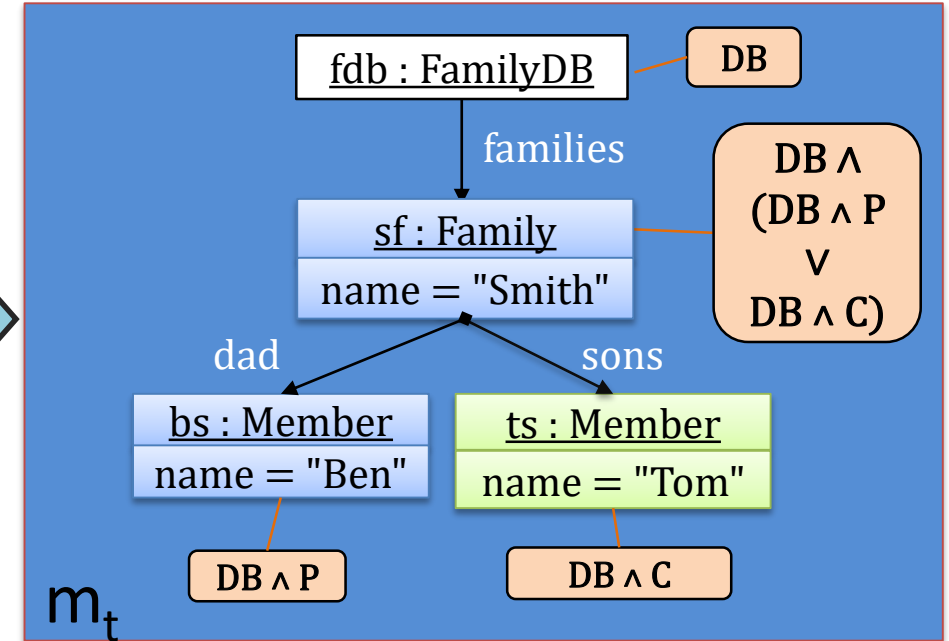 fdb : FamilyDB
DB
families
DB ∧
(DB ∧ P
∨
DB ∧ C)
sf : Family
name = "Smith"
dad
sons
bs : Member
name = "Ben"
ts : Member
name = "Tom"
DB ∧ P
DB ∧ C
mt